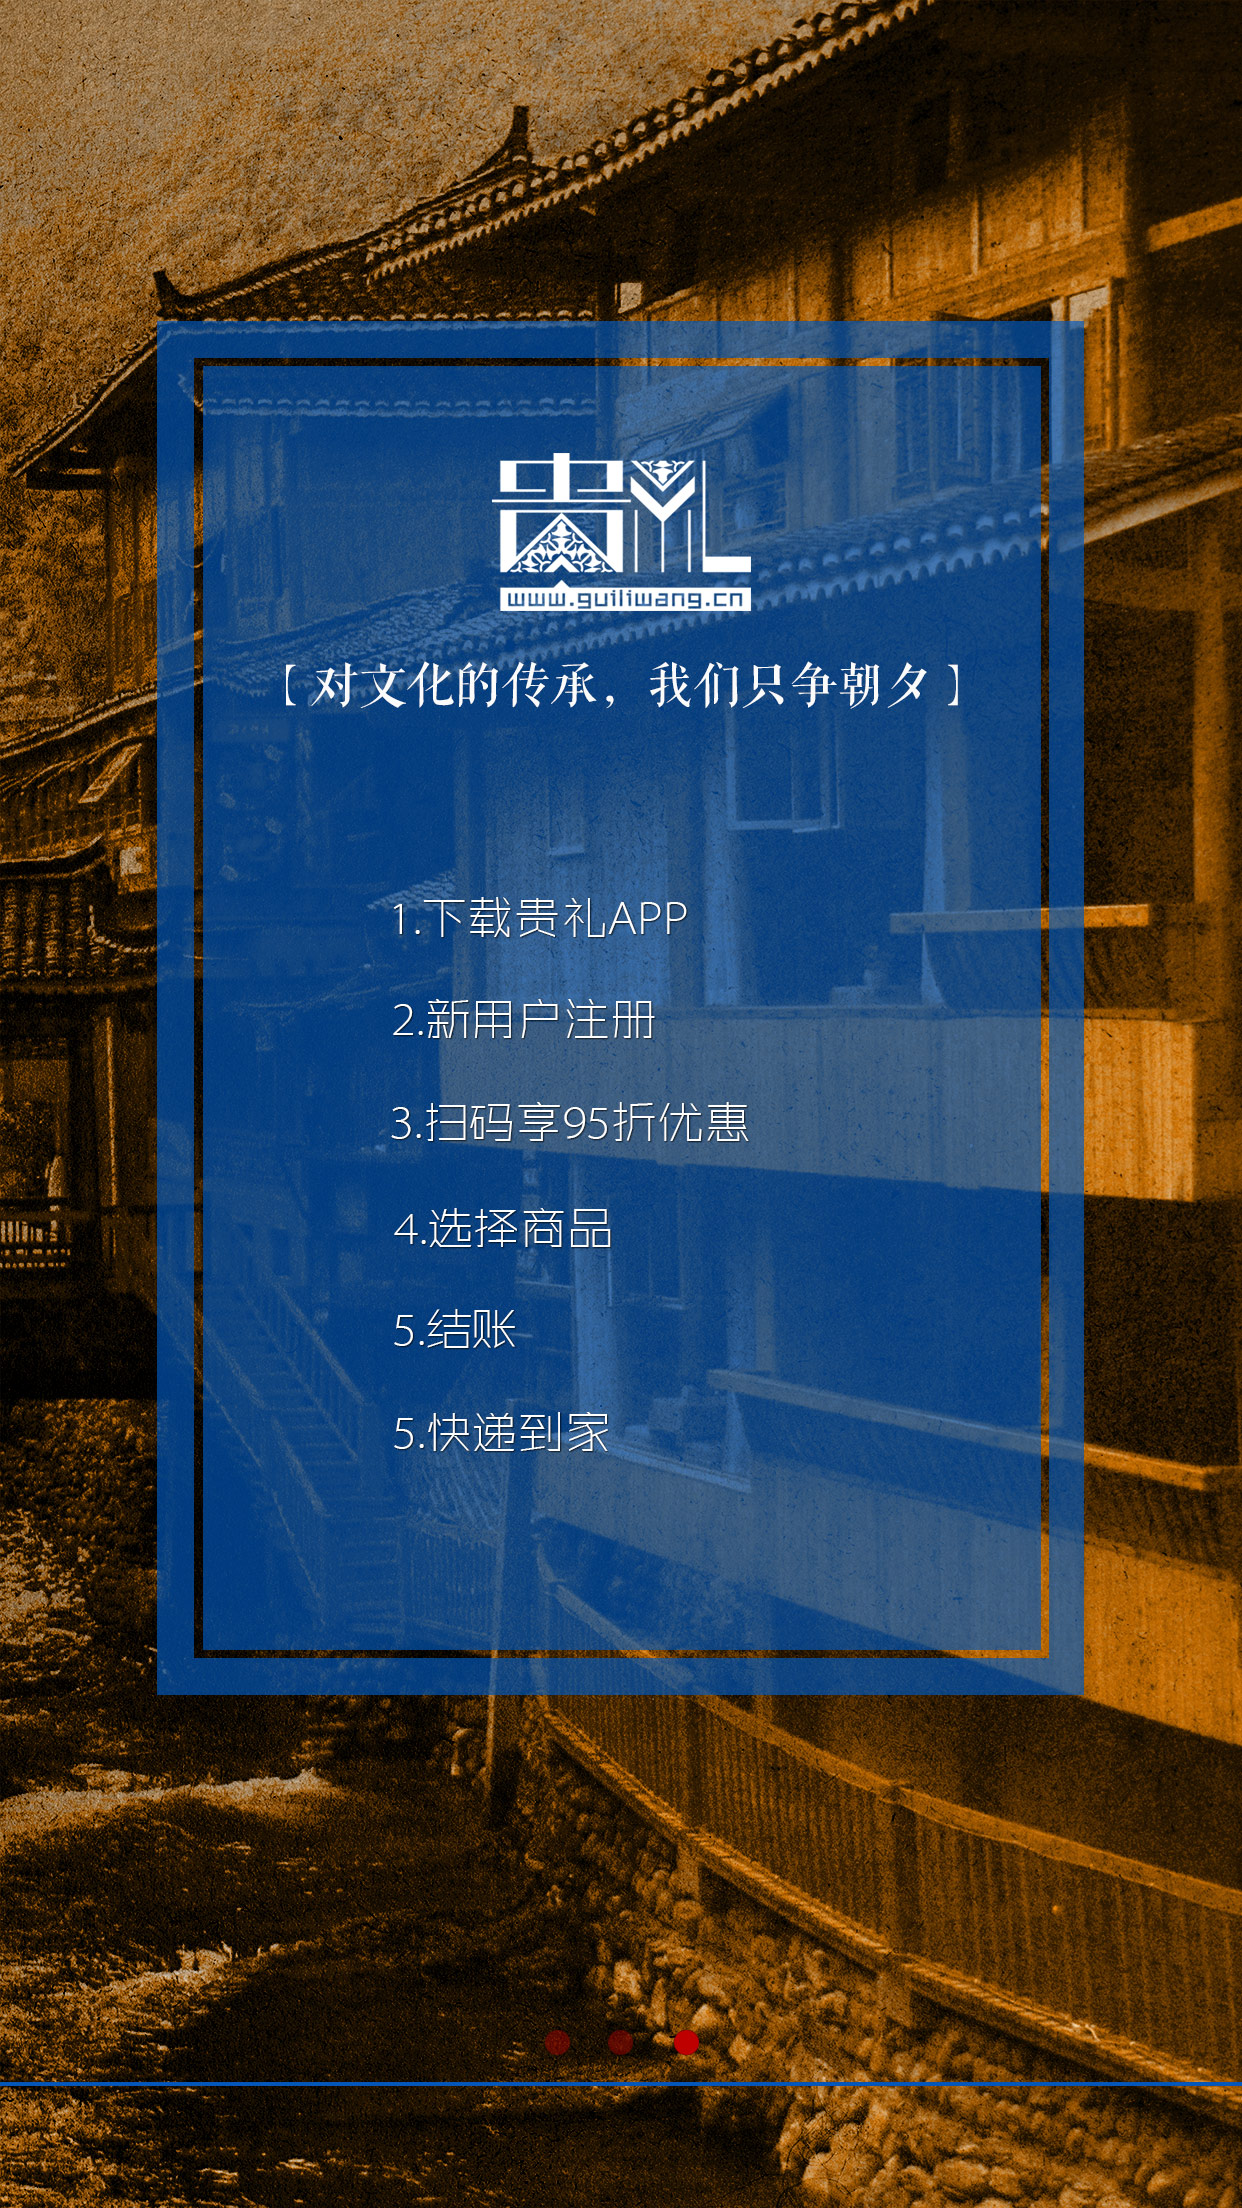 贵礼
www.guiliwang.cn
【对文化的传承，我们只争朝夕】
1.下载贵礼APP
2.新用户注册
3.扫码享95折优惠
4.选择商品
5.结账
5.快递到家